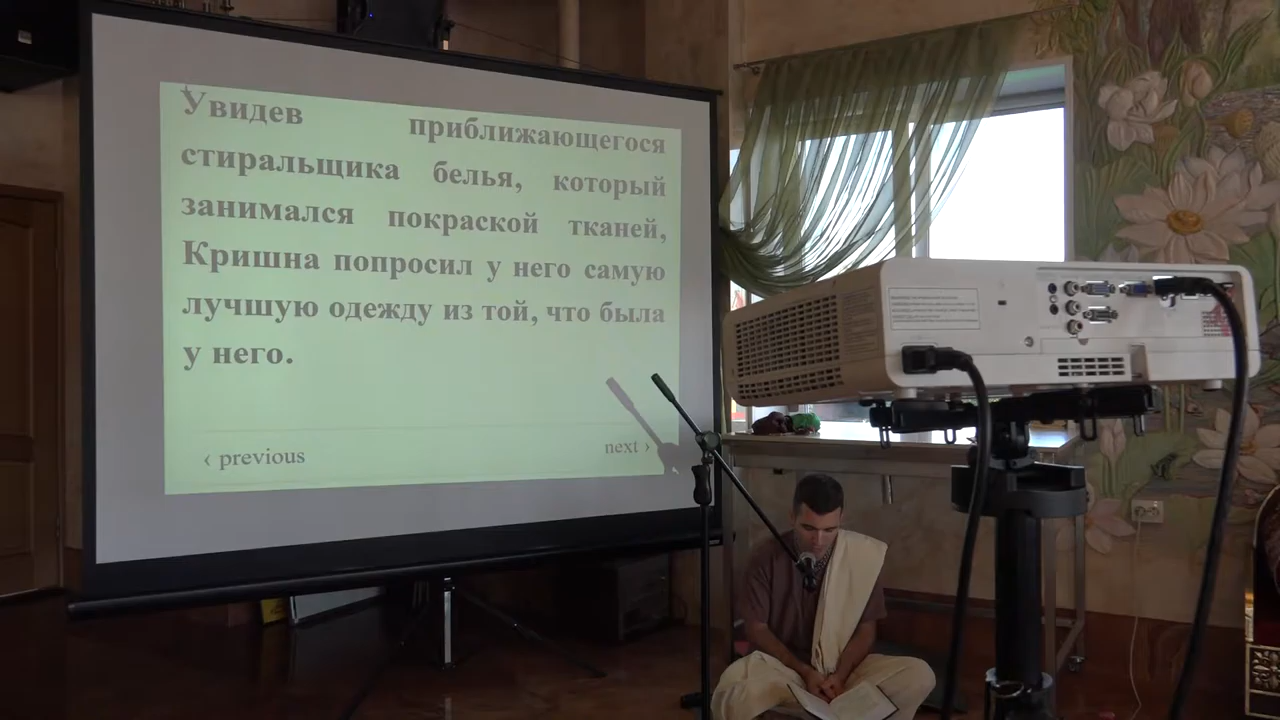 Увидев приближающегося
стиральщика белья, который
занимался покраской тканей,
Кришна попросил у него самую
лучшую одежду из той, что была
у него.
‹ previous
next ›